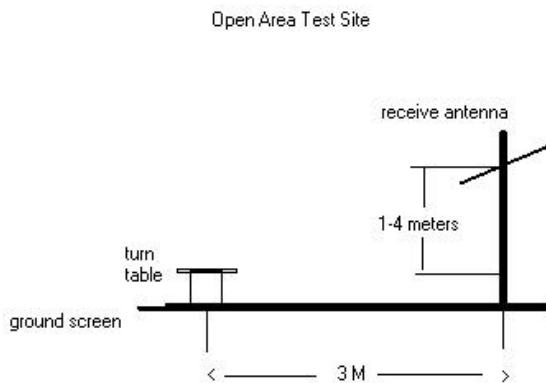 Open Area Test Site
receive antenna
1-4 meters
turn
table
ground screen
3 M